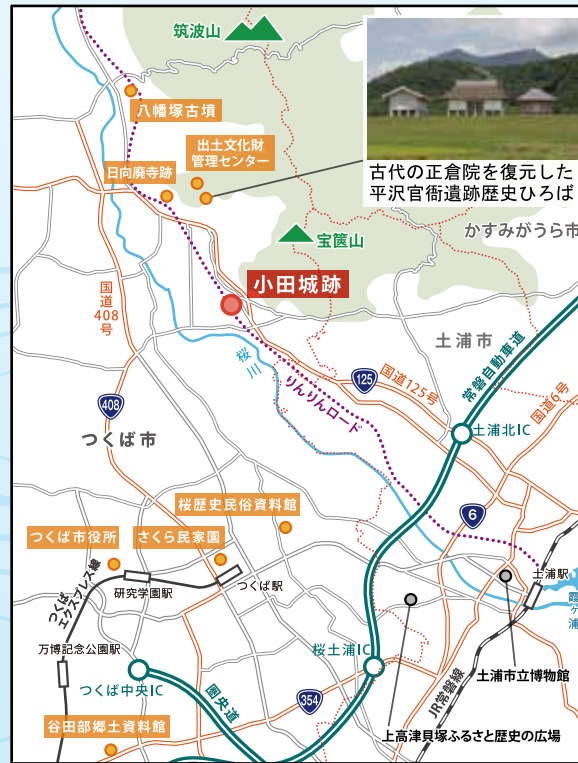 筑波山
八幡塚古墳
出土文化財
管理センター
日向廃寺跡
古代の正倉院を復元した
平沢官衙遺跡歴史ひろば
宝篋山
かすみがうら市
小田城跡
国道
408
号
土浦市
常磐自動車道
桜川
125
国道125号
りんりんロード
国道6号
408
つくば市
土浦北IC
桜歴史民俗資料館
6
つくば市役所
さくら民家園
土浦駅
つくば
エクスプレス線
研究学園駅
つくば駅
霞ヶ浦
万博記念公園駅
桜土浦IC
土浦市立博物館
つくば中央IC
圏央道
354
JR常磐線
谷田部郷土資料館
上高津貝塚ふるさと歴史の広場